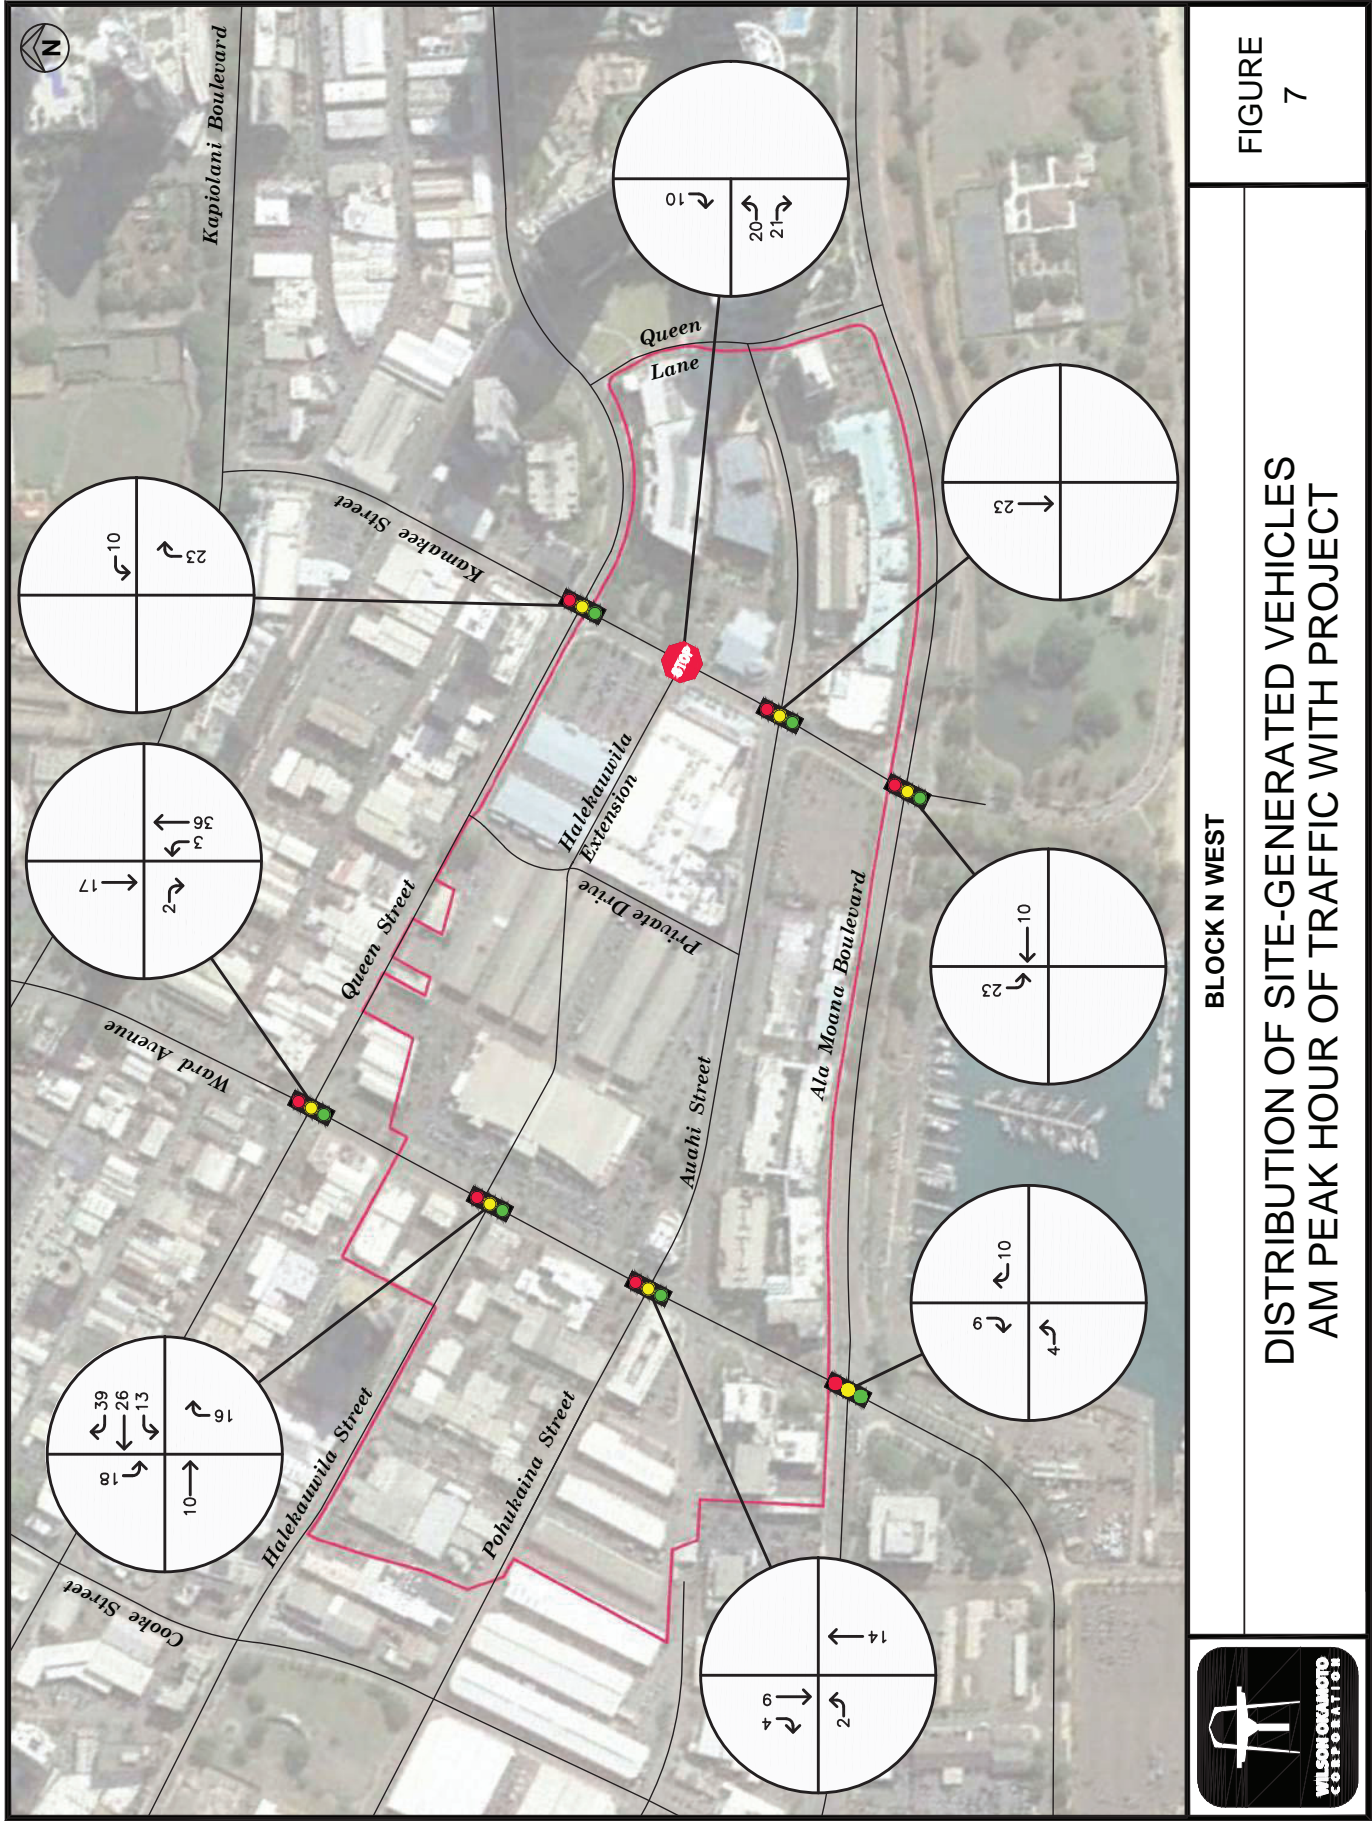 N
Kapiolani Boulevard
Kamakee Street
Queen
Lane
Ward Avenue
Queen Street
Halekauwila
Extension
Private Drive
Auahi Street
Ala Moana Boulevard
Halekauwila Street
Pohukaina Street
Cooke Street
STOP
10
20
21
10
23
23
17
2
3
36
23
10
39
26
13
18
10
16
9
10
4
9
4
2
14
BLOCK N WEST
DISTRIBUTION OF SITE-GENERATED VEHICLES
AM PEAK HOUR OF TRAFFIC WITH PROJECT
FIGURE
7
WILSON OKAMOTO
CORPORATION